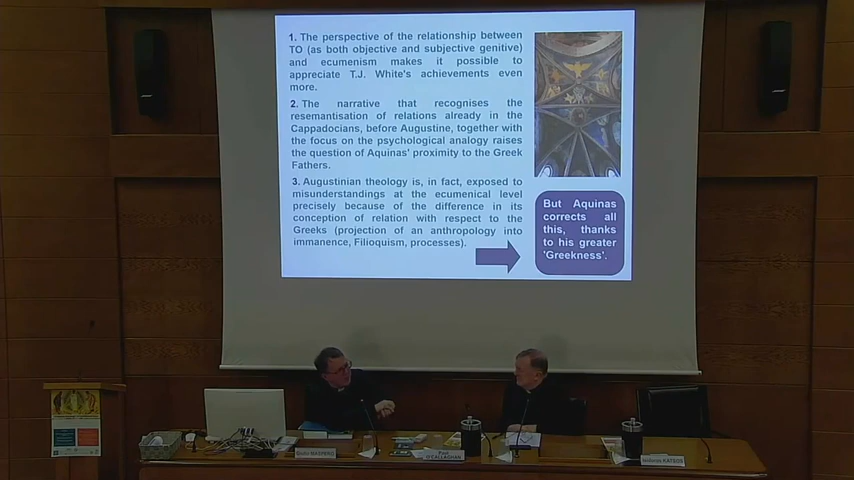 1. The perspective of the relationship between
TO (as both objective and subjective genitive)
and ecumenism makes it possible to
appreciate T.J. White's achievements even
more.
2. The narrative that recognises the
resemantisation of relations already in the
Cappadocians, before Augustine, together with
the focus on the psychological analogy raises
the question of Aquinas' proximity to the Greek
Fathers.
3. Augustinian theology is, in fact, exposed to
misunderstandings at the ecumenical level
precisely because of the difference in its
conception of relation with respect to the
Greeks (projection of an anthropology into
immanence, Filioquism, processes).
But Aquinas
corrects all
this, thanks
to his greater
'Greekness'.
Giulio MASPERO
Paul
O'CALLAGHAN
KATSOS